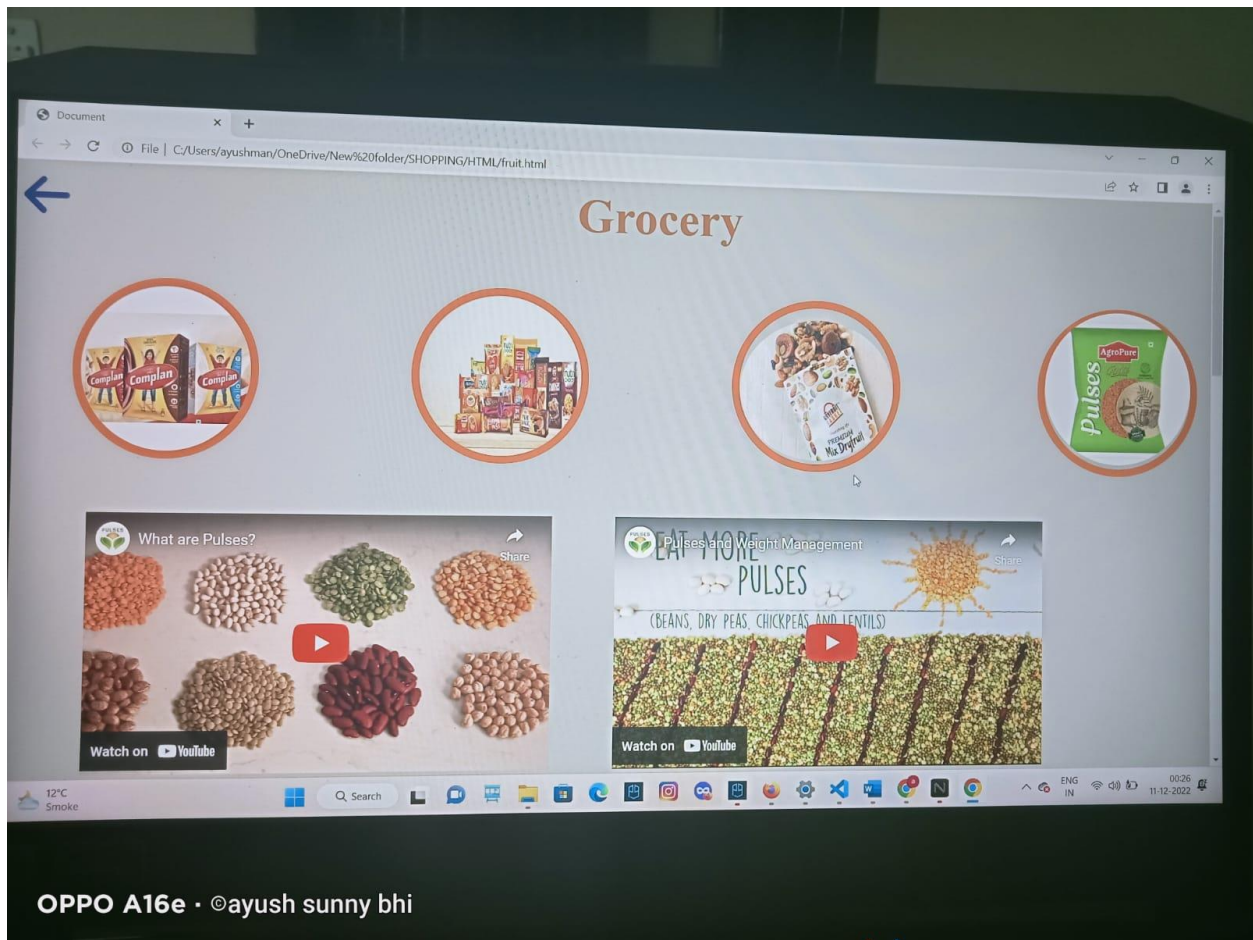 Document
File | C:/Users/ayushman/OneDrive/New%20folder/SHOPPING/HTML/fruit.html
Grocery
Complan
Complan
Complan
PREMIUM
Mix Dryfruit
AgroPure
Pulses
PULSES
What are Pulses?
Share
Watch on YouTube
PULSES
Pulses and Weight Management
Share
EAT MORE
PULSES
(BEANS, DRY PEAS, CHICKPEAS AND LENTILS)
Watch on YouTube
12°C
Smoke
Search
ENG
IN
00:26
11-12-2022
OPPO A16e · ©ayush sunny bhi